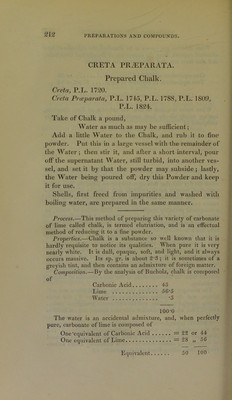 212 PREPARATIONS AND COMPOUNDS.
CRETA PRÆPARATA.
Prepared Chalk.
Creta, P.L. 1720.
Creta Præparata, P.L. 1745, P.L. 1788, P.L. 1809,
P.L. 1824.
Take of Chalk a pound,
Water as much as may be sufficient;
Add a little Water to the Chalk, and rub it to fine
powder. Put this in a large vessel with the remainder of
the Water; then stir it, and after a short interval, pour
off the supernatant Water, still turbid, into another ves-
sel, and set it by that the powder may subside; lastly,
the Water being poured off, dry this Powder and keep
it for use.
Shells, first freed from impurities and washed with
boiling water, are prepared in the same manner.
Process.—This method of preparing this variety of carbonate
of lime called chalk, is termed elutriation, and is an effectual
method of reducing it to a fine powder.
Properties.—Chalk is a substance so well known that it is
hardly requisite to notice its qualities. When pure it is very
nearly white. It is dull, opaque, soft, and light, and it always
occurs massive. Its sp. gr. is about 2·3; it is sometimes of a
greyish tint, and then contains an admixture of foreign matter.
Composition.—By the analysis of Bucholz, chalk is composed
of
Carbonic Acid........ 43
Lime ............... 56·5
Water .............. ·5
100·0
The water is an accidental admixture, and, when perfectly
pure, carbonate of lime is composed of
One equivalent of Carbonic Acid ...... = 22 or 44
One equivalent of Lime............... = 28 „ 56
Equivalent...... 50 100